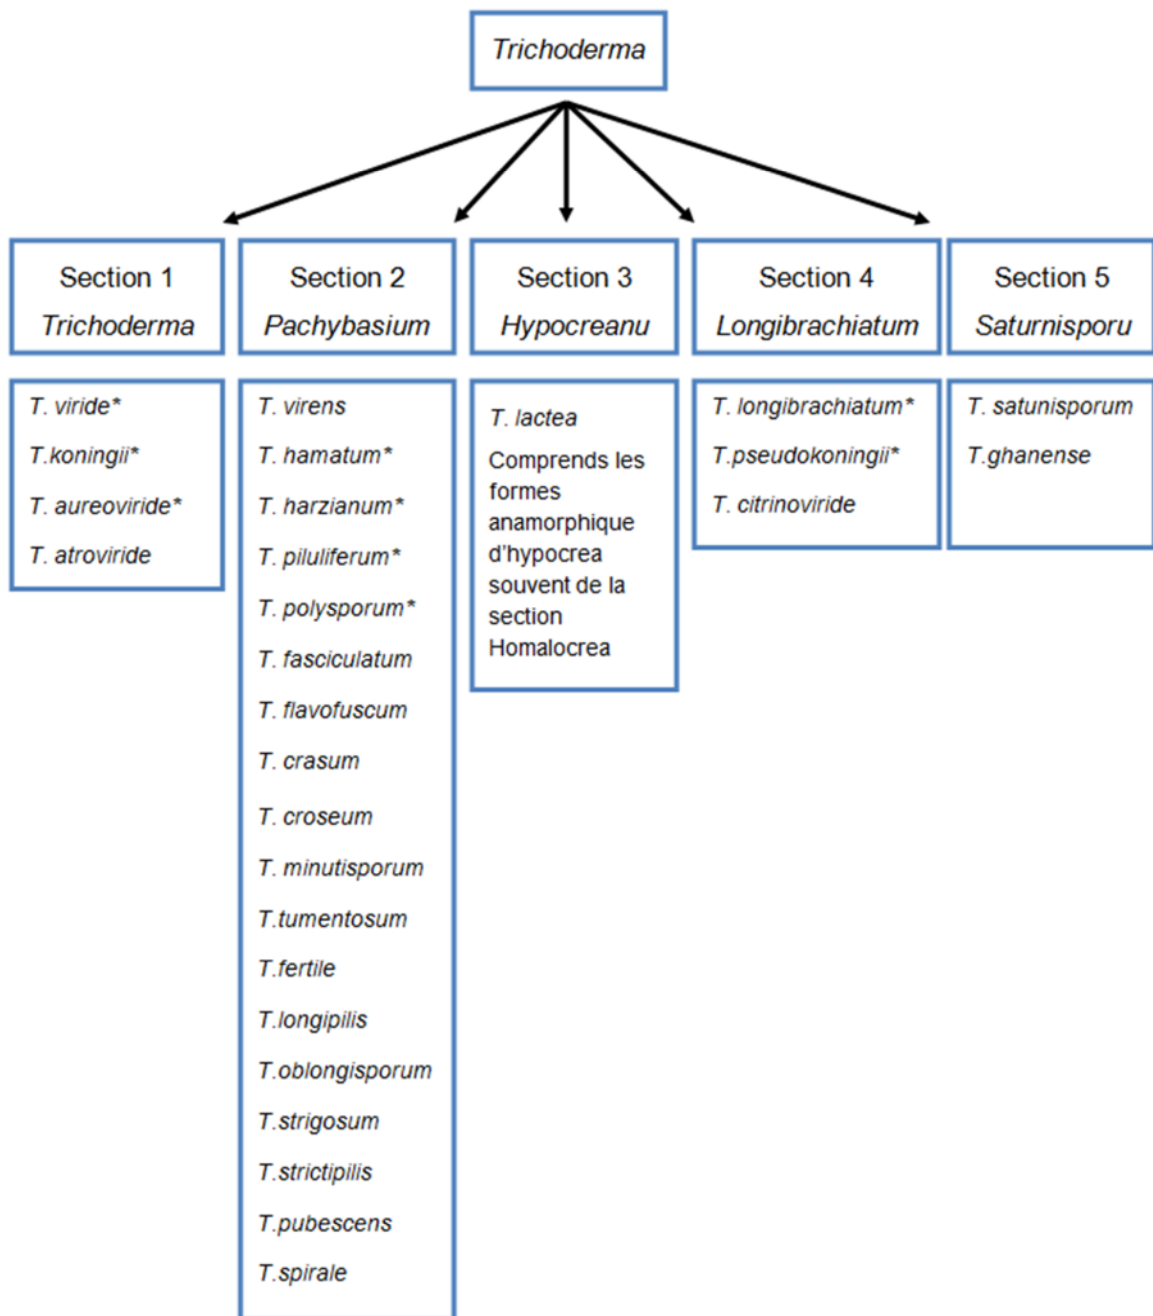 Trichoderma
Section 1
Trichoderma
Section 2
Pachybasium
Section 3
Hypocreanu
Section 4
Longibrachiatum
Section 5
Saturnisporu
T. viride*
T.koningii*
T. aureoviride*
T. atroviride
T. virens
T. hamatum*
T. harzianum*
T. piluliferum*
T. polysporum*
T. fasciculatum
T. flavofuscum
T. crasum
T. croseum
T. minutisporum
T.tumentosum
T.fertile
T.longipilis
T.oblongisporum
T.strigosum
T.strictipilis
T.pubescens
T.spirale
T. lactea
Comprends les
formes
anamorphique
d'hypocrea
souvent de la
section
Homalocrea
T. longibrachiatum*
T.pseudokoningii*
T. citrinoviride
T. satunisporum
T.ghanense